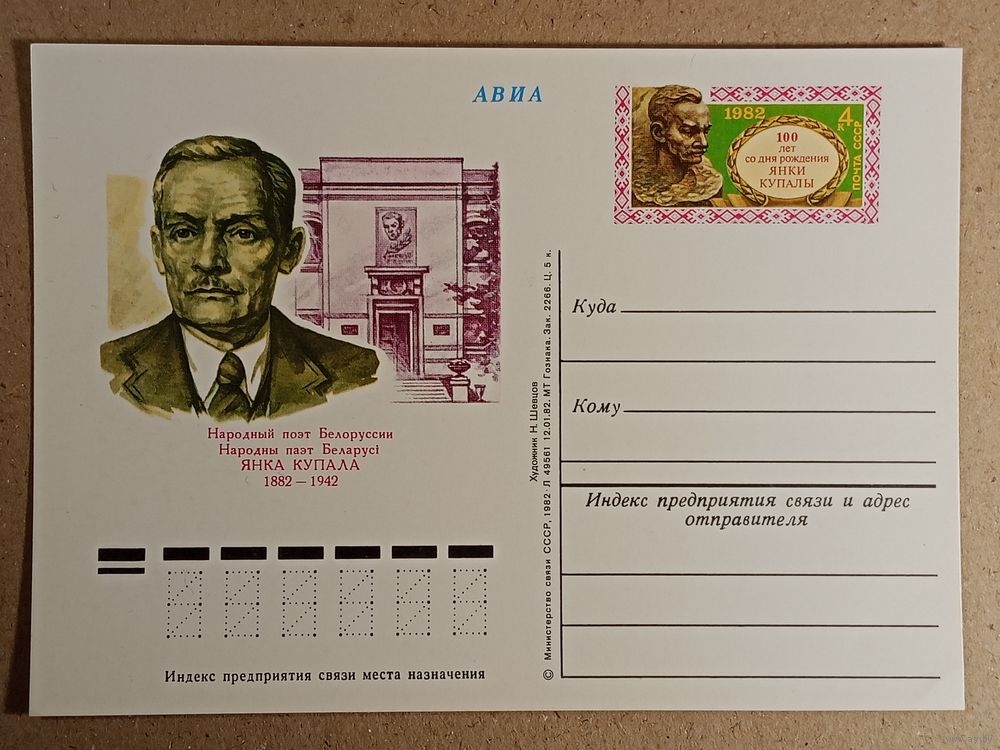 АВИА
1982
4 к
ПОЧТА СССР
100
лет
со дня рождения
ЯНКИ
КУПАЛЫ
Народный поэт Белоруссии
Народны паэт Беларусі
ЯНКА КУПАЛА
1882 — 1942
Индекс предприятия связи места назначения
Художник Н. Шевцов
© Министерство связи СССР, 1982 Л 49561 12.01.82. МТ Гознака. Зак. 2266. Ц. 5 к.
Куда
Кому
Индекс предприятия связи и адрес
отправителя